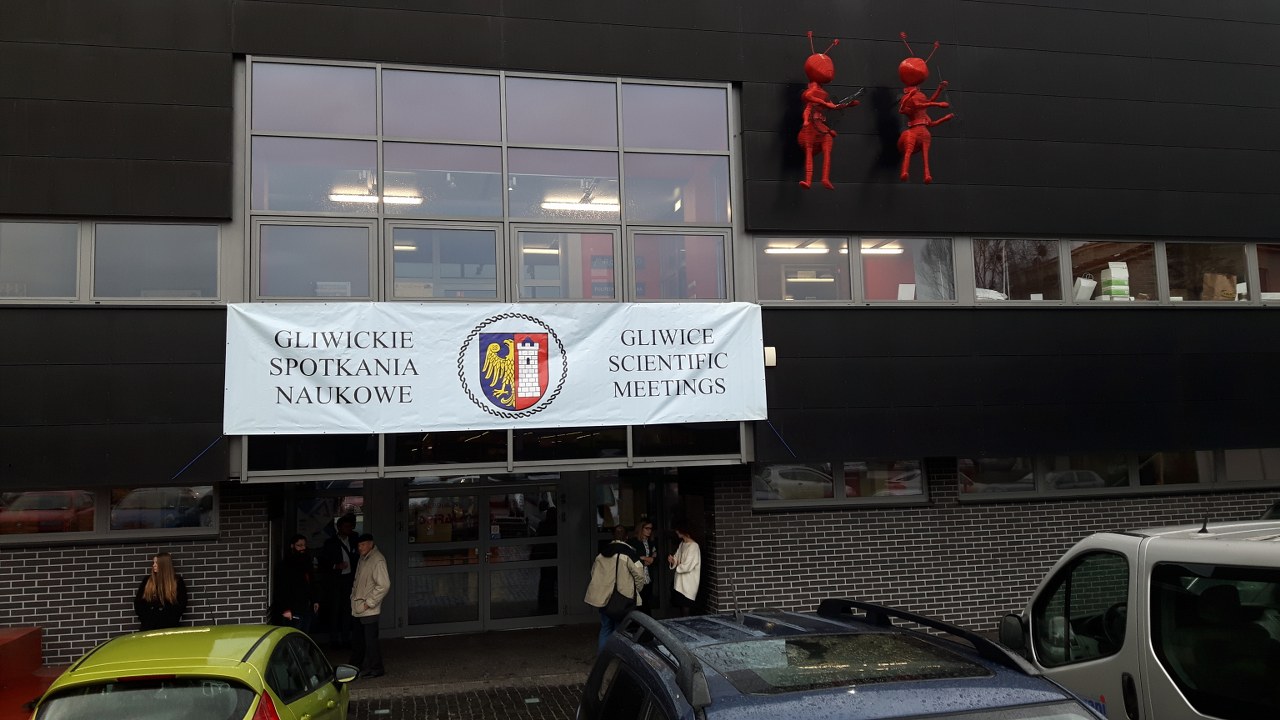 GLIWICKIE
SPOTKANIA
NAUKOWE
GLIWICE
SCIENTIFIC
MEETINGS